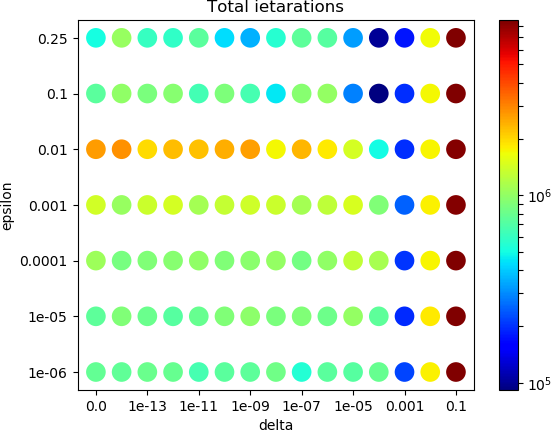 Total ietarations
epsilon
0.25
0.1
0.01
0.001
0.0001
1e-05
1e-06
0.0 1e-13 1e-11 1e-09 1e-07 1e-05 0.001 0.1
delta
10^6
10^5